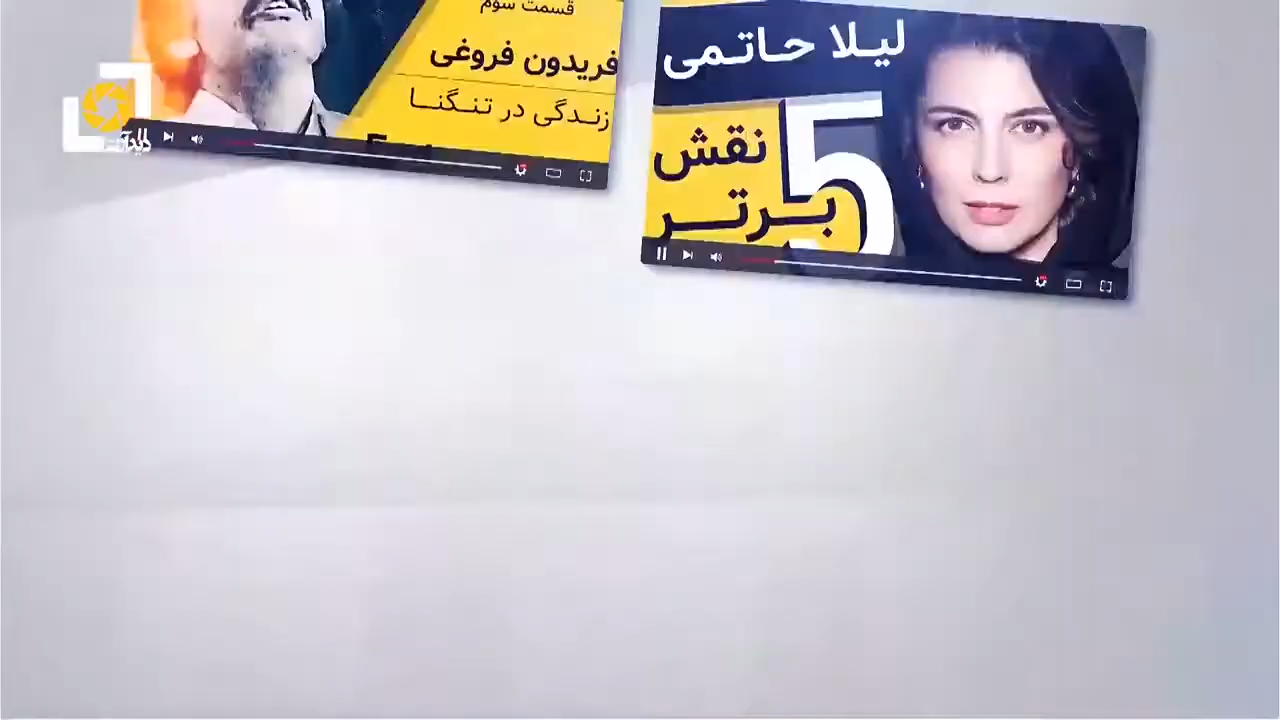 قسمت سوم
فریدون فروغی
زندگی در تنگنا
لیلا حاتمی
5
نقش
برتر